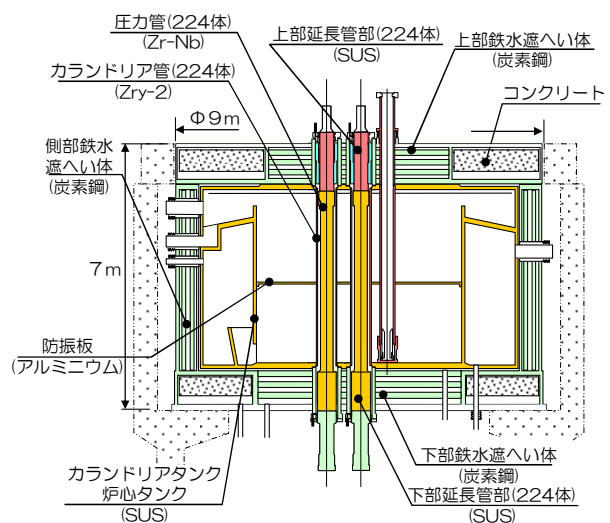 圧力管(224体)
(Zr-Nb)
上部延長管部(224体)
(SUS)
上部鉄水遮へい体
(炭素鋼)
カランドリア管(224体)
(Zry-2)
コンクリート
Φ9m
側部鉄水
遮へい体
(炭素鋼)
7m
防振板
(アルミニウム)
下部鉄水遮へい体
(炭素鋼)
カランドリアタンク
炉心タンク
(SUS)
下部延長管部(224体)
(SUS)